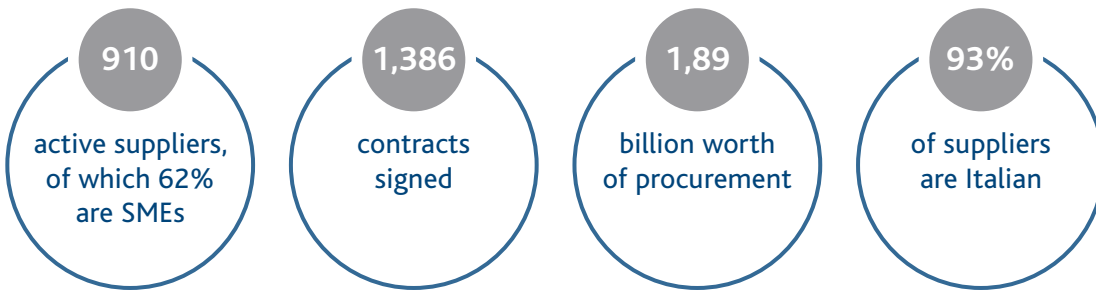 910
active suppliers,
of which 62%
are SMEs
1,386
contracts
signed
1,89
billion worth
of procurement
93%
of suppliers
are Italian